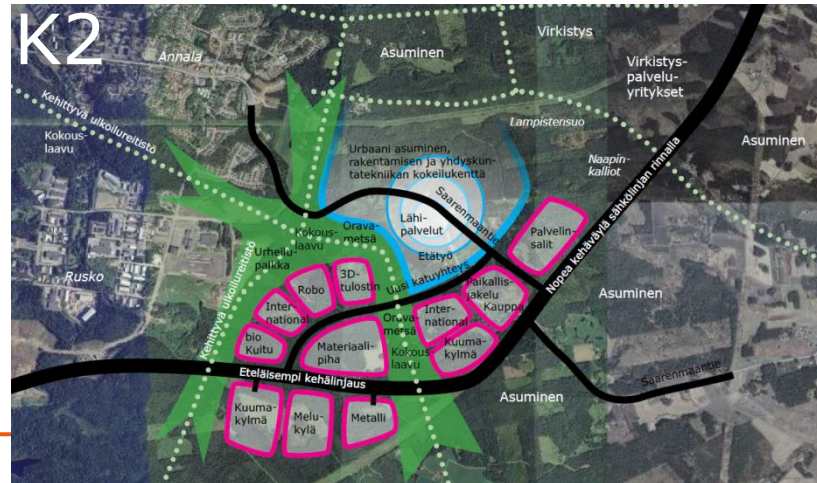 K2
Annala
Asuminen
Virkistys
Virkistys-
palvelu-
yritykset
Kehittyvä ulkoilureitistö
Kokous-
laavu
Lampistensuo
Asuminen
Urbaani asuminen,
rakentamisen ja yhdyskun-
tatekniikan kokeilukenttä
Naapin-
kalliot
Nopea kehäväylä sähkölinjan rinnalla
Saarenmaantie
Lähi-
palvelut
Kokous-
laavu
Orava-
metsä
Palvelin-
salit
Etätyö
Uusi katuyhteys
Urheilu-
paikka
Rusko
Kehittyvä ulkoilureitistö
Robo
3D-
tulostin
Inter-
national
bio
Kuitu
Materiaali-
piha
Orava-
metsä
Kokous
laavu
Inter-
national
Paikallis-
jakelu
Kauppa
Kuuma-
kylmä
Asuminen
Eteläisempi kehälinjaus
Saarenmaantie
Asuminen
Kuuma-
kylmä
Melu-
kylä
Metalli